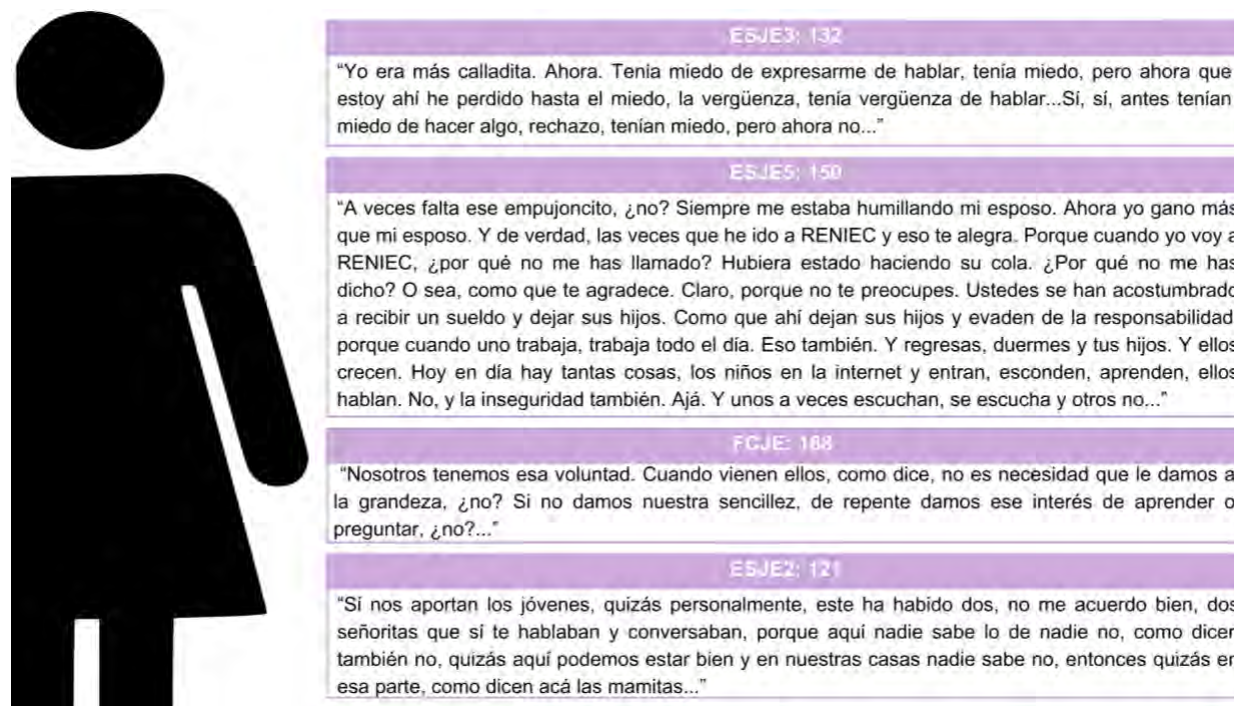 ESJE3: 132
“Yo era más calladita. Ahora. Tenía miedo de expresarme de hablar, tenía miedo, pero ahora que
estoy ahí he perdido hasta el miedo, la vergüenza, tenía vergüenza de hablar...Sí, sí, antes tenían
miedo de hacer algo, rechazo, tenían miedo, pero ahora no...”
ESJE5: 150
“A veces falta ese empujoncito, ¿no? Siempre me estaba humillando mi esposo. Ahora yo gano más
que mi esposo. Y de verdad, las veces que he ido a RENIEC y eso te alegra. Porque cuando yo voy a
RENIEC, ¿por qué no me has llamado? Hubiera estado haciendo su cola. ¿Por qué no me has
dicho? O sea, como que te agradece. Claro, porque no te preocupes. Ustedes se han acostumbrado
a recibir un sueldo y dejar sus hijos. Como que ahí dejan sus hijos y evaden de la responsabilidad
porque cuando uno trabaja, trabaja todo el día. Eso también. Y regresas, duermes y tus hijos. Y ellos
crecen. Hoy en día hay tantas cosas, los niños en la internet y entran, esconden, aprenden, ellos
hablan. No, y la inseguridad también. Ajá. Y unos a veces escuchan, se escucha y otros no...”
FCJE: 168
“Nosotros tenemos esa voluntad. Cuando vienen ellos, como dice, no es necesidad que le damos a
la grandeza, ¿no? Si no damos nuestra sencillez, de repente damos ese interés de aprender o
preguntar, ¿no?...”
ESJE2: 121
“Sí nos aportan los jóvenes, quizás personalmente, este ha habido dos, no me acuerdo bien, dos
señoritas que sí te hablaban y conversaban, porque aquí nadie sabe lo de nadie no, como dicen
también no, quizás aquí podemos estar bien y en nuestras casas nadie sabe no, entonces quizás en
esa parte, como dicen acá las mamitas...”